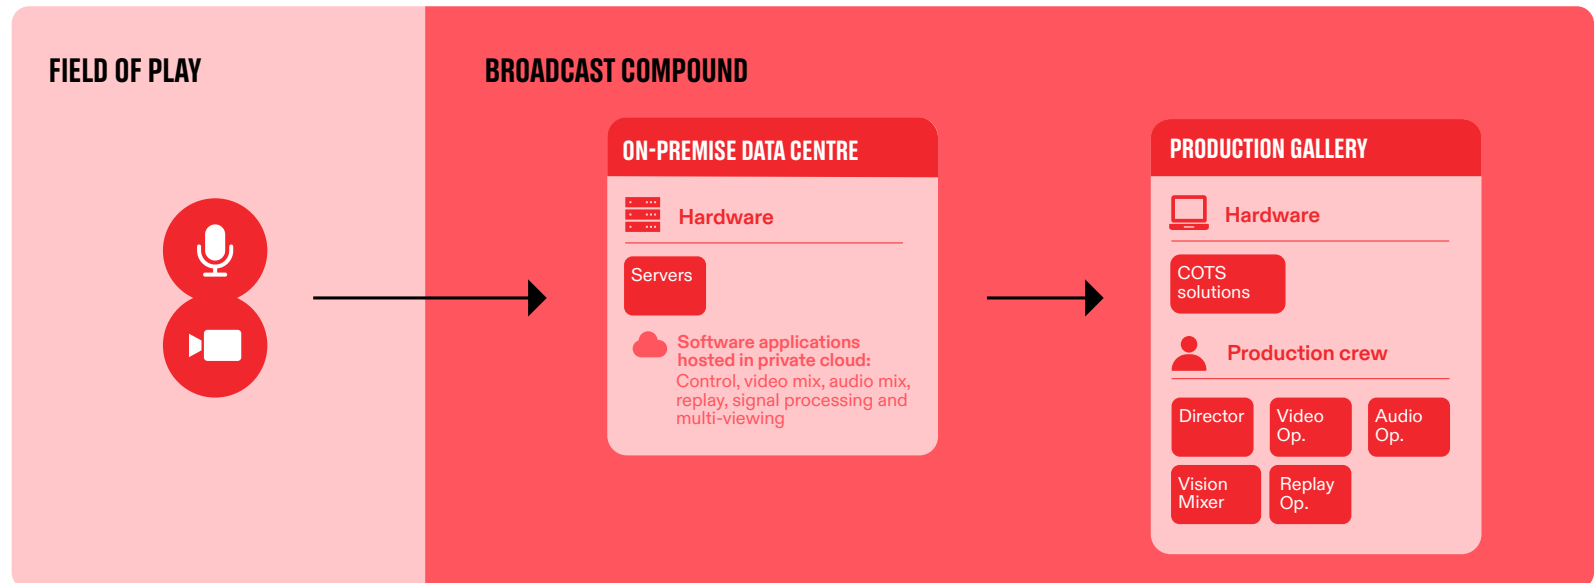 FIELD OF PLAY
BROADCAST COMPOUND
ON-PREMISE DATA CENTRE
Hardware
Servers
Software applications
hosted in private cloud:
Control, video mix, audio mix,
replay, signal processing and
multi-viewing
PRODUCTION GALLERY
Hardware
COTS
solutions
Production crew
Director
Video
Op.
Audio
Op.
Vision
Mixer
Replay
Op.